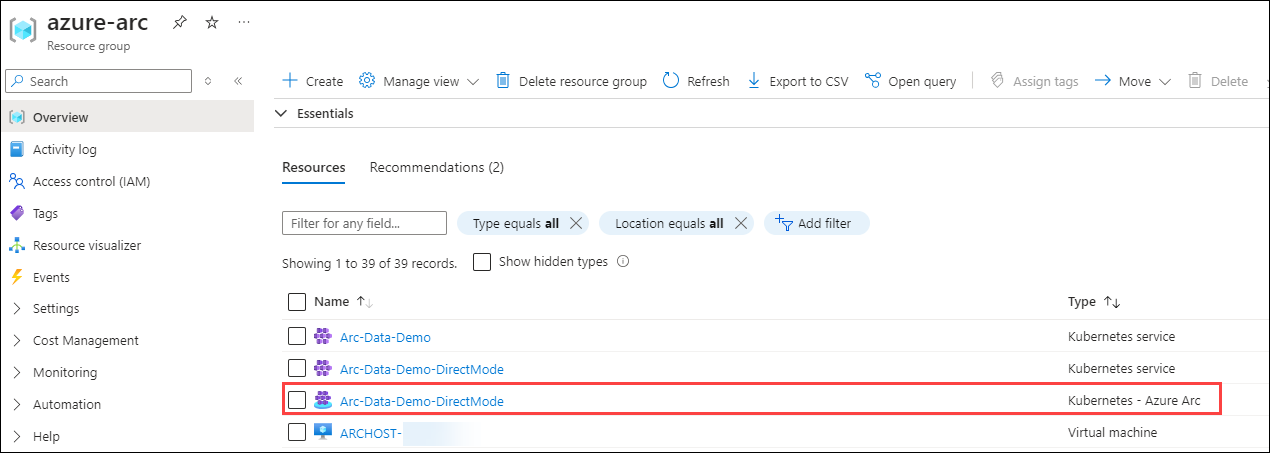 azure-arc
Resource group
Search
Create Manage view Delete resource group Refresh Export to CSV Open query Assign tags Move Delete
Essentials
Overview
Activity log
Access control (IAM)
Tags
Resource visualizer
Events
Settings
Cost Management
Monitoring
Automation
Help
Resources Recommendations (2)
Filter for any field... Type equals all Location equals all Add filter
Showing 1 to 39 of 39 records. Show hidden types
Name Type
Arc-Data-Demo Kubernetes service
Arc-Data-Demo-DirectMode Kubernetes service
Arc-Data-Demo-DirectMode Kubernetes - Azure Arc
ARCHOST- Virtual machine